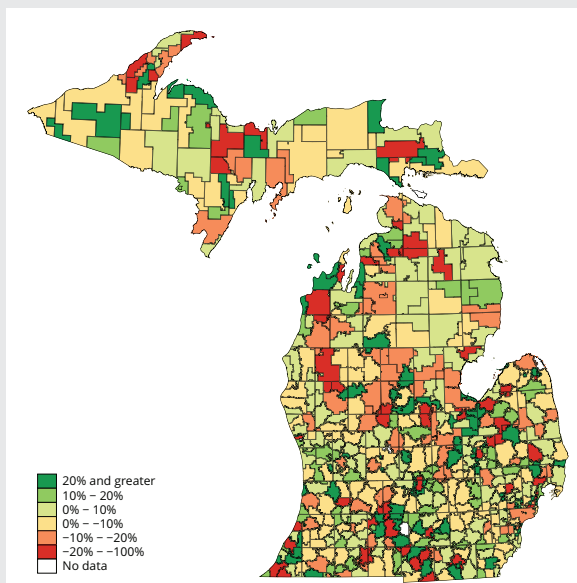 20% and greater
10% – 20%
0% – 10%
0% – −10%
−10% – −20%
−20% – −100%
No data